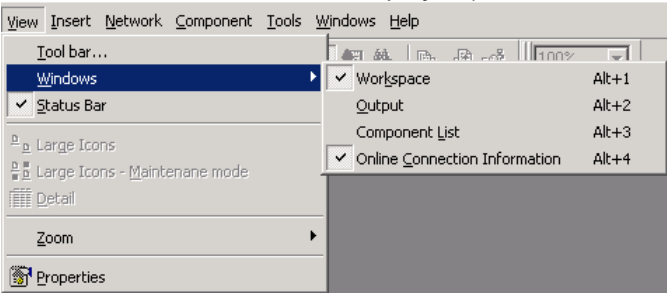 View Insert Network Component Tools Windows Help
Tool bar...
100%
Windows
Workspace Alt+1
Status Bar
Output Alt+2
Component List Alt+3
Large Icons
Online Connection Information Alt+4
Large Icons - Maintenane mode
Detail
Zoom
Properties